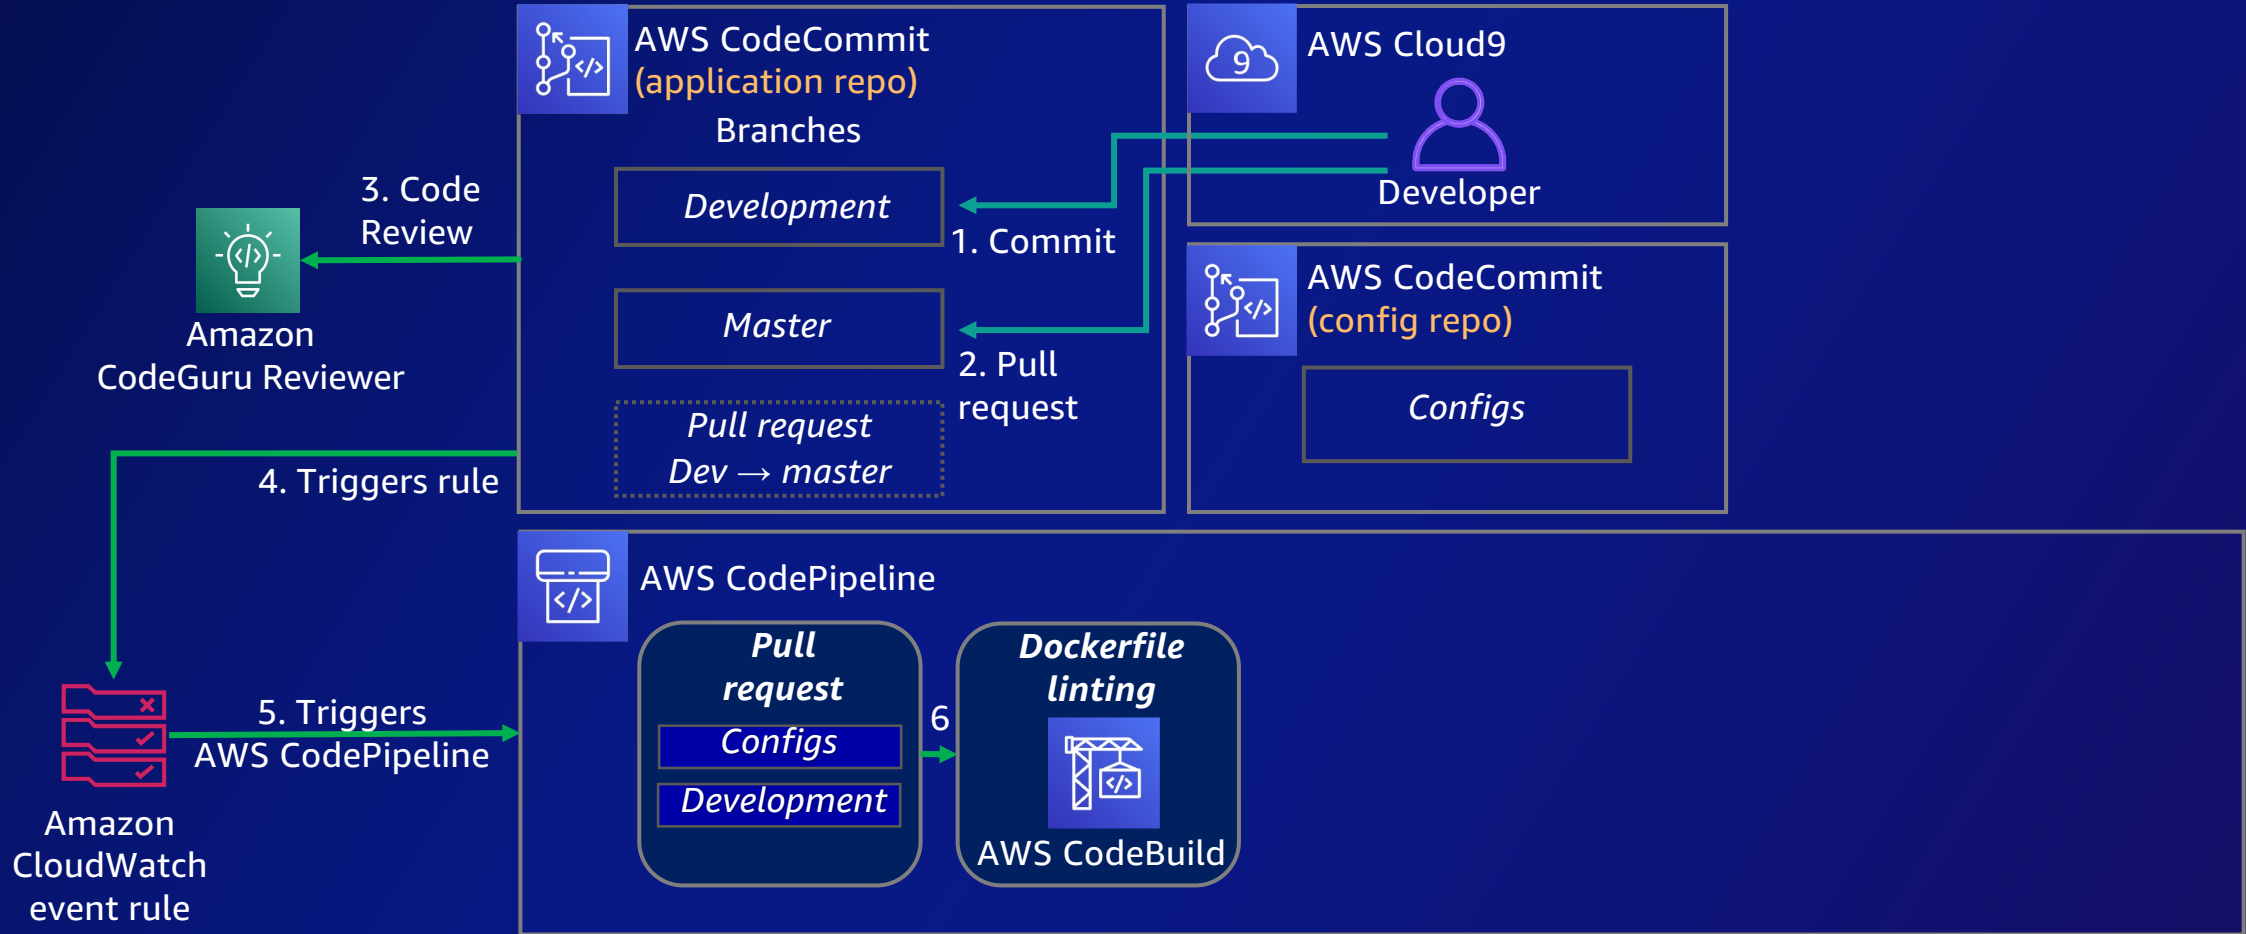 AWS CodeCommit
(application repo)
Branches
Development
Master
Pull request
Dev → master
9
AWS Cloud9
Developer
1. Commit
2. Pull
request
AWS CodeCommit
(config repo)
Configs
3. Code
Review
Amazon
CodeGuru Reviewer
4. Triggers rule
Amazon
CloudWatch
event rule
5. Triggers
AWS CodePipeline
AWS CodePipeline
Pull
request
Configs
Development
6
Dockerfile
linting
AWS CodeBuild